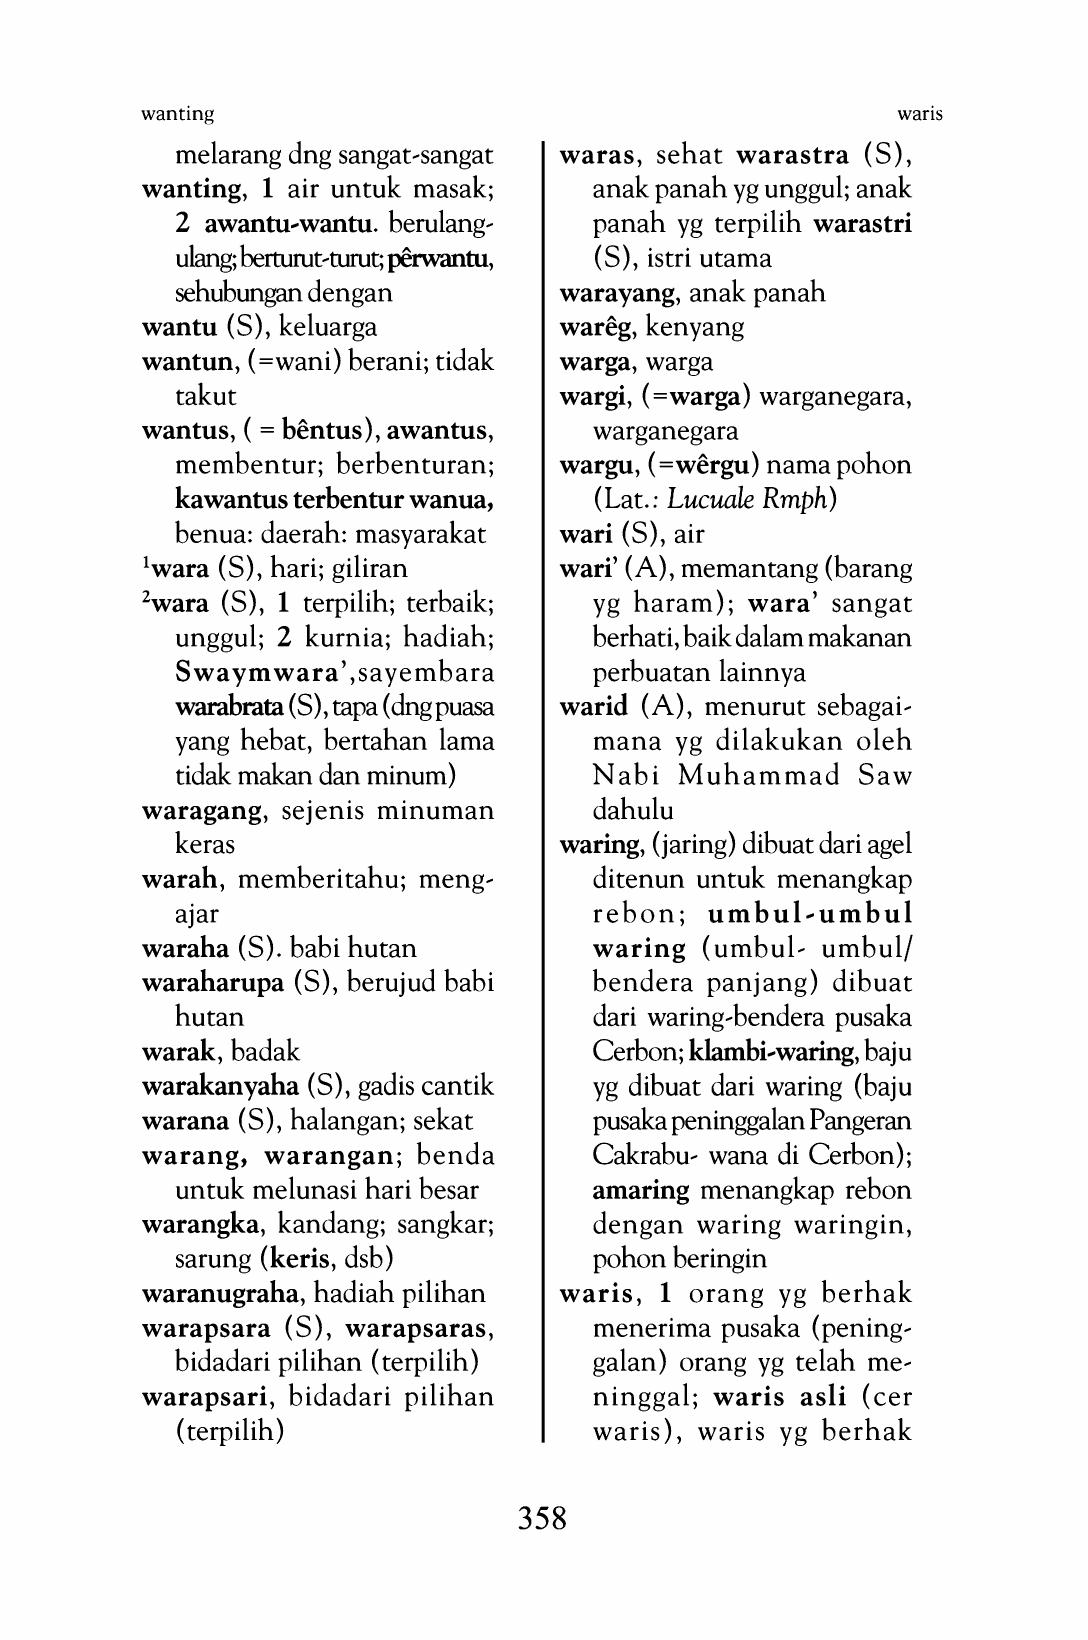 wanting
waris
melarang dng sangat-sangat
wanting, 1 air untuk masak;
2 awantu-wantu. berulang-
ulang; berturut-turut; pêrwantu,
sehubungan dengan
wantu (S), keluarga
wantun, (=wani) berani; tidak
takut
wantus, ( = bêntus), awantus,
membentur; berbenturan;
kawantus terbentur wanua,
benua: daerah: masyarakat
¹wara (S), hari; giliran
²wara (S), 1 terpilih; terbaik;
unggul; 2 kurnia; hadiah;
Swaymwara’,sayembara
warabrata (S), tapa (dng puasa
yang hebat, bertahan lama
tidak makan dan minum)
waragang, sejenis minuman
keras
warah, memberitahu; meng-
ajar
waraha (S). babi hutan
waraharupa (S), berujud babi
hutan
warak, badak
warakanyaha (S), gadis cantik
warana (S), halangan; sekat
warang, warangan; benda
untuk melunasi hari besar
warangka, kandang; sangkar;
sarung (keris, dsb)
waranugraha, hadiah pilihan
warapsara (S), warapsaras,
bidadari pilihan (terpilih)
warapsari, bidadari pilihan
(terpilih)
waras, sehat warastra (S),
anak panah yg unggul; anak
panah yg terpilih warastri
(S), istri utama
warayang, anak panah
warêg, kenyang
warga, warga
wargi, (=warga) warganegara,
warganegara
wargu, (=wêrgu) nama pohon
(Lat.: Lucuale Rmph)
wari (S), air
wari’ (A), memantang (barang
yg haram); wara’ sangat
berhati, baik dalam makanan
perbuatan lainnya
warid (A), menurut sebagai-
mana yg dilakukan oleh
Nabi Muhammad Saw
dahulu
waring, (jaring) dibuat dari agel
ditenun untuk menangkap
rebon; umbul-umbul
waring (umbul- umbul/
bendera panjang) dibuat
dari waring-bendera pusaka
Cerbon; klambi-waring, baju
yg dibuat dari waring (baju
pusaka peninggalan Pangeran
Cakrabu- wana di Cerbon);
amaring menangkap rebon
dengan waring waringin,
pohon beringin
waris, 1 orang yg berhak
menerima pusaka (pening-
galan) orang yg telah me-
ninggal; waris asli (cer
waris), waris yg berhak
358